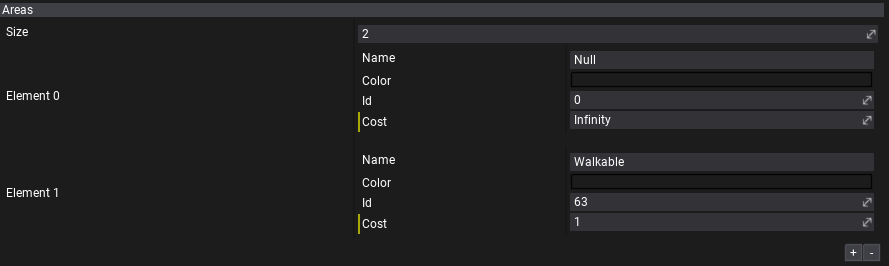 Areas
Size 2
Element 0
Name Null
Color
Id 0
Cost Infinity
Element 1
Name Walkable
Color
Id 63
Cost 1
+ -